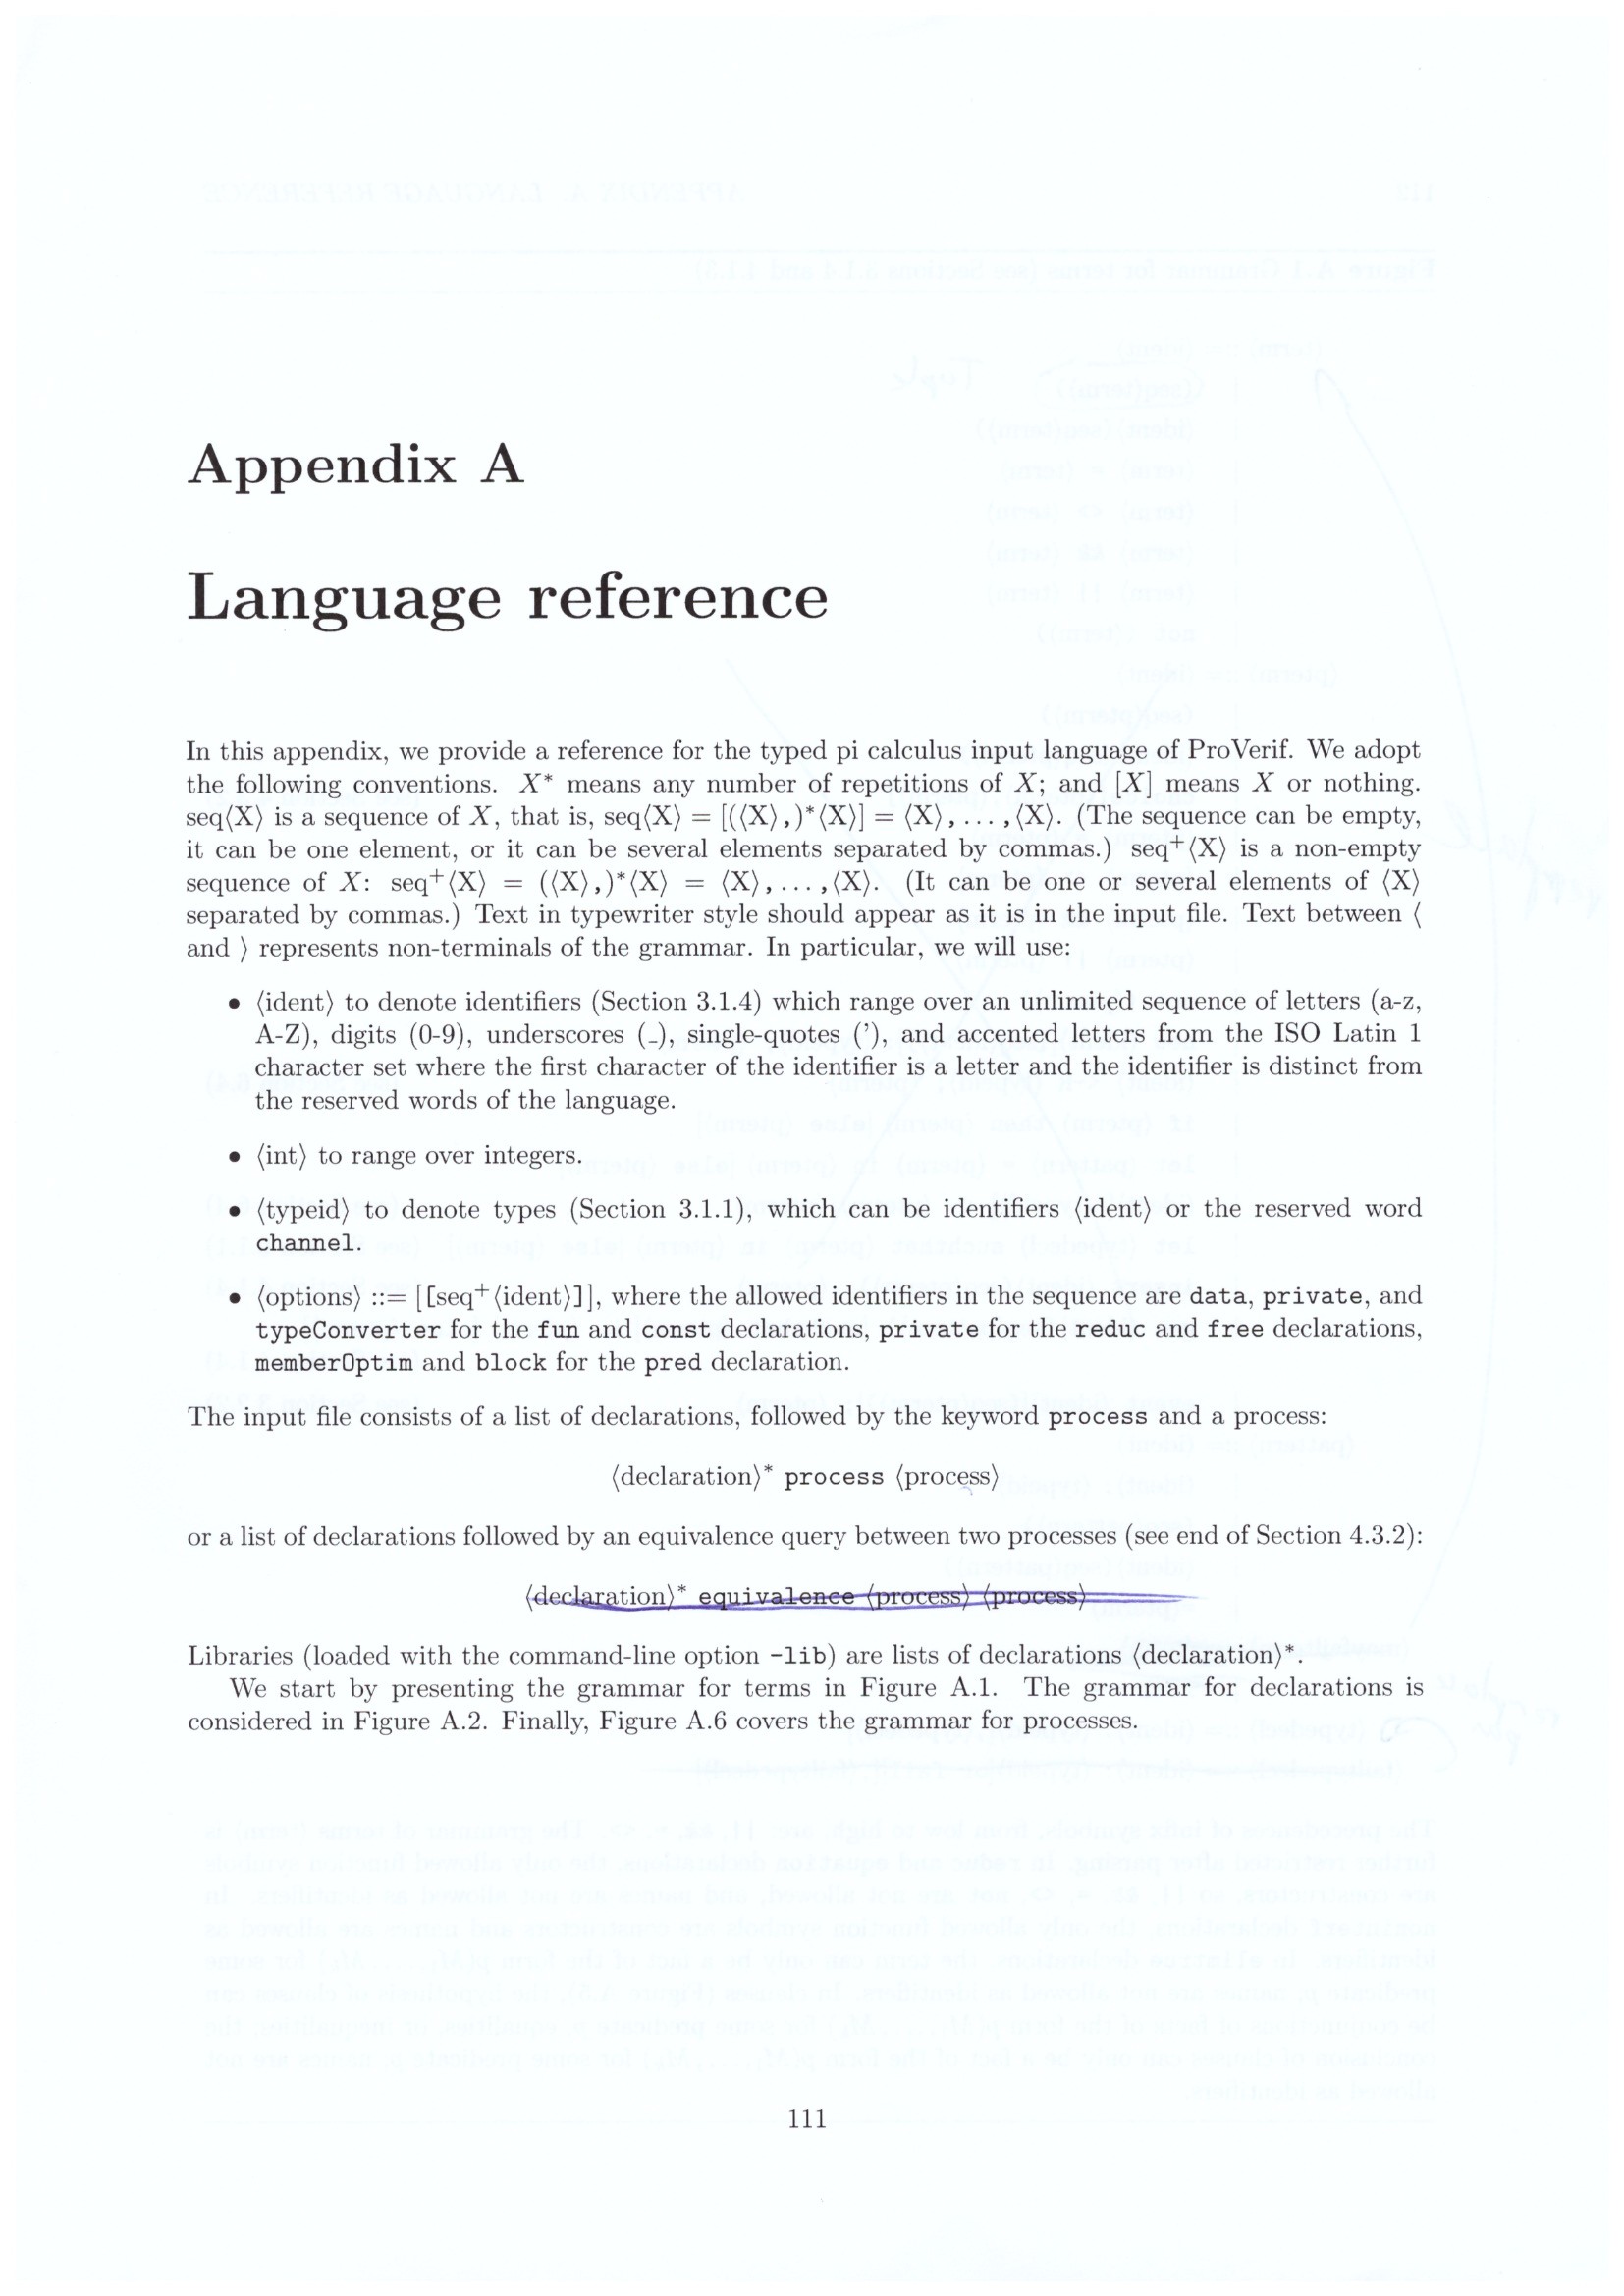 Appendix A
Language reference
In this appendix, we provide a reference for the typed pi calculus input language of ProVerif. We adopt
the following conventions. X* means any number of repetitions of X; and [X] means X or nothing.
seq⟨X⟩ is a sequence of X, that is, seq⟨X⟩ = [(⟨X⟩,)*⟨X⟩] = ⟨X⟩,...,⟨X⟩. (The sequence can be empty,
it can be one element, or it can be several elements separated by commas.) seq⁺⟨X⟩ is a non-empty
sequence of X: seq⁺⟨X⟩ = (⟨X⟩,)*⟨X⟩ = ⟨X⟩,...,⟨X⟩. (It can be one or several elements of ⟨X⟩
separated by commas.) Text in typewriter style should appear as it is in the input file. Text between ⟨
and ⟩ represents non-terminals of the grammar. In particular, we will use:
• ⟨ident⟩ to denote identifiers (Section 3.1.4) which range over an unlimited sequence of letters (a-z,
A-Z), digits (0-9), underscores (_), single-quotes ('), and accented letters from the ISO Latin 1
character set where the first character of the identifier is a letter and the identifier is distinct from
the reserved words of the language.
• ⟨int⟩ to range over integers.
• ⟨typeid⟩ to denote types (Section 3.1.1), which can be identifiers ⟨ident⟩ or the reserved word
channel.
• ⟨options⟩ ::= [[seq⁺⟨ident⟩]], where the allowed identifiers in the sequence are data, private, and
typeConverter for the fun and const declarations, private for the reduc and free declarations,
memberOptim and block for the pred declaration.
The input file consists of a list of declarations, followed by the keyword process and a process:
⟨declaration⟩* process ⟨process⟩
or a list of declarations followed by an equivalence query between two processes (see end of Section 4.3.2):
⟨declaration⟩* equivalence ⟨process⟩ ⟨process⟩
Libraries (loaded with the command-line option -lib) are lists of declarations ⟨declaration⟩*.
We start by presenting the grammar for terms in Figure A.1. The grammar for declarations is
considered in Figure A.2. Finally, Figure A.6 covers the grammar for processes.
111